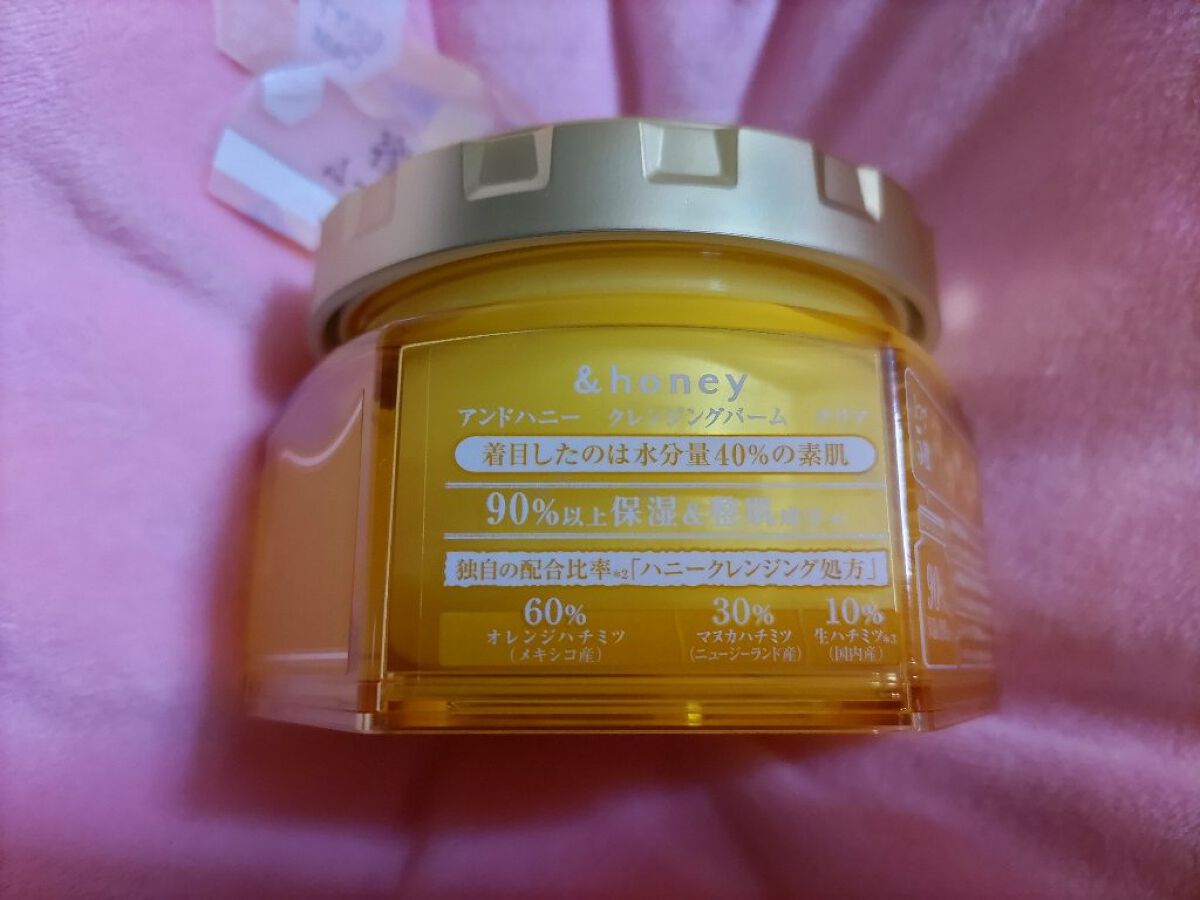 &honey
アンドハニー クレンジングバーム クリア
着目したのは水分量40%の素肌
90%以上保湿&整肌
独自の配合比率*2「ハニークレンジング処方」
60%
オレンジハチミツ
(メキシコ産)
30%
マヌカハチミツ
(ニュージーランド産)
10%
生ハチミツ*3
(国内産)